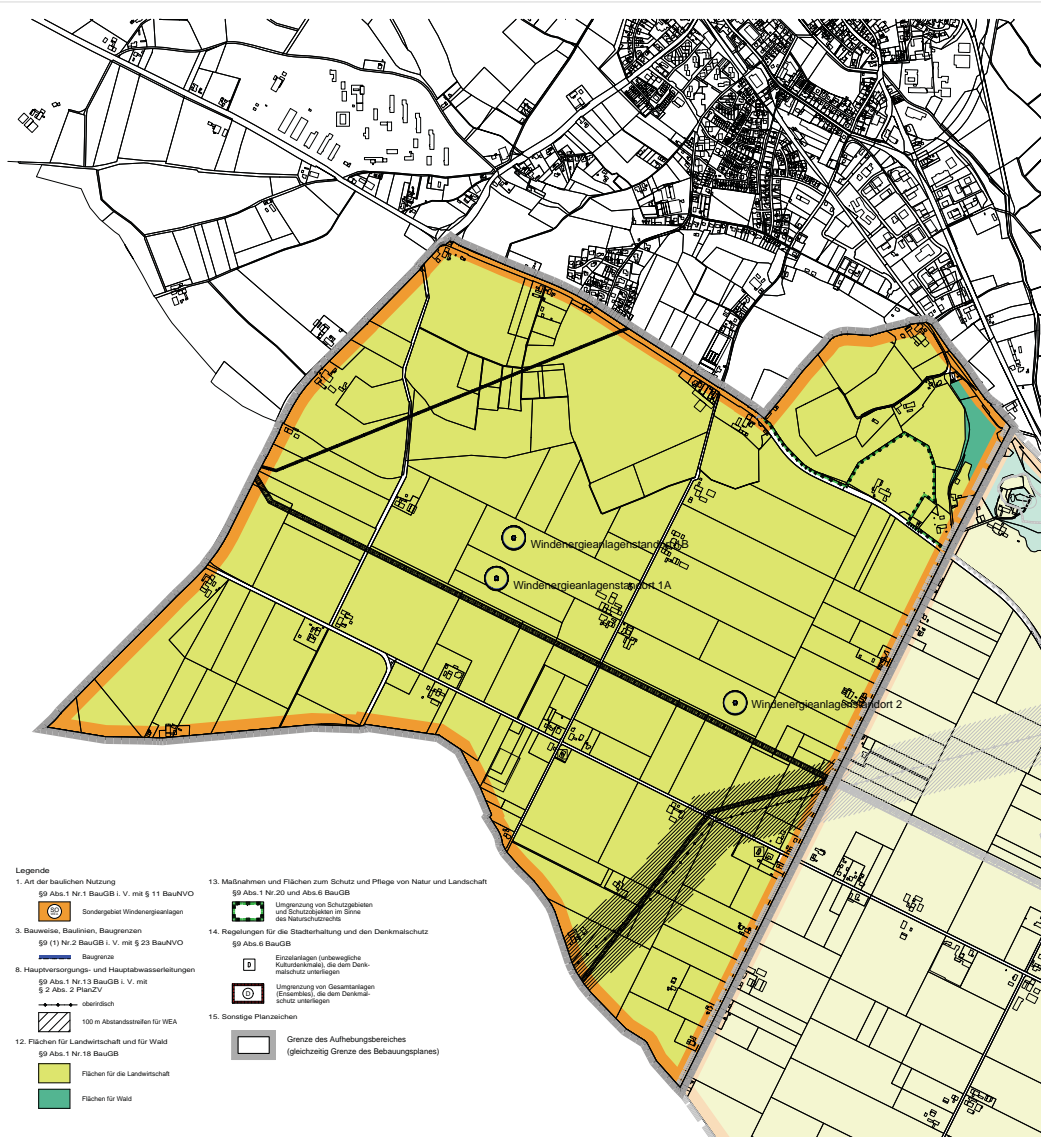 Windenergieanlagenstandort 1B
Windenergieanlagenstandort 1A
Windenergieanlagenstandort 2
Legende
1. Art der baulichen Nutzung
§9 Abs.1 Nr.1 BauGB i. V. mit § 11 BauNVO
SO
Sondergebiet Windenergieanlagen
3. Bauweise, Baulinien, Baugrenzen
§9 (1) Nr.2 BauGB i. V. mit § 23 BauNVO
Baugrenze
8. Hauptversorgungs- und Hauptabwasserleitungen
§9 Abs.1 Nr.13 BauGB i. V. mit
§ 2 Abs. 2 PlanZV
oberirdisch
100 m Abstandsstreifen für WEA
12. Flächen für Landwirtschaft und für Wald
§9 Abs.1 Nr.18 BauGB
Flächen für die Landwirtschaft
Flächen für Wald
13. Maßnahmen und Flächen zum Schutz und Pflege von Natur und Landschaft
§9 Abs.1 Nr.20 und Abs.6 BauGB
Umgrenzung von Schutzgebieten
und Schutzobjekten im Sinne
des Naturschutzrechts
14. Regelungen für die Stadterhaltung und den Denkmalschutz
§9 Abs.6 BauGB
D
Einzelanlagen (unbewegliche
Kulturdenkmale), die dem Denk-
malschutz unterliegen
D
Umgrenzung von Gesamtanlagen
(Ensembles), die dem Denkmal-
schutz unterliegen
15. Sonstige Planzeichen
Grenze des Aufhebungsbereiches
(gleichzeitig Grenze des Bebauungsplanes)